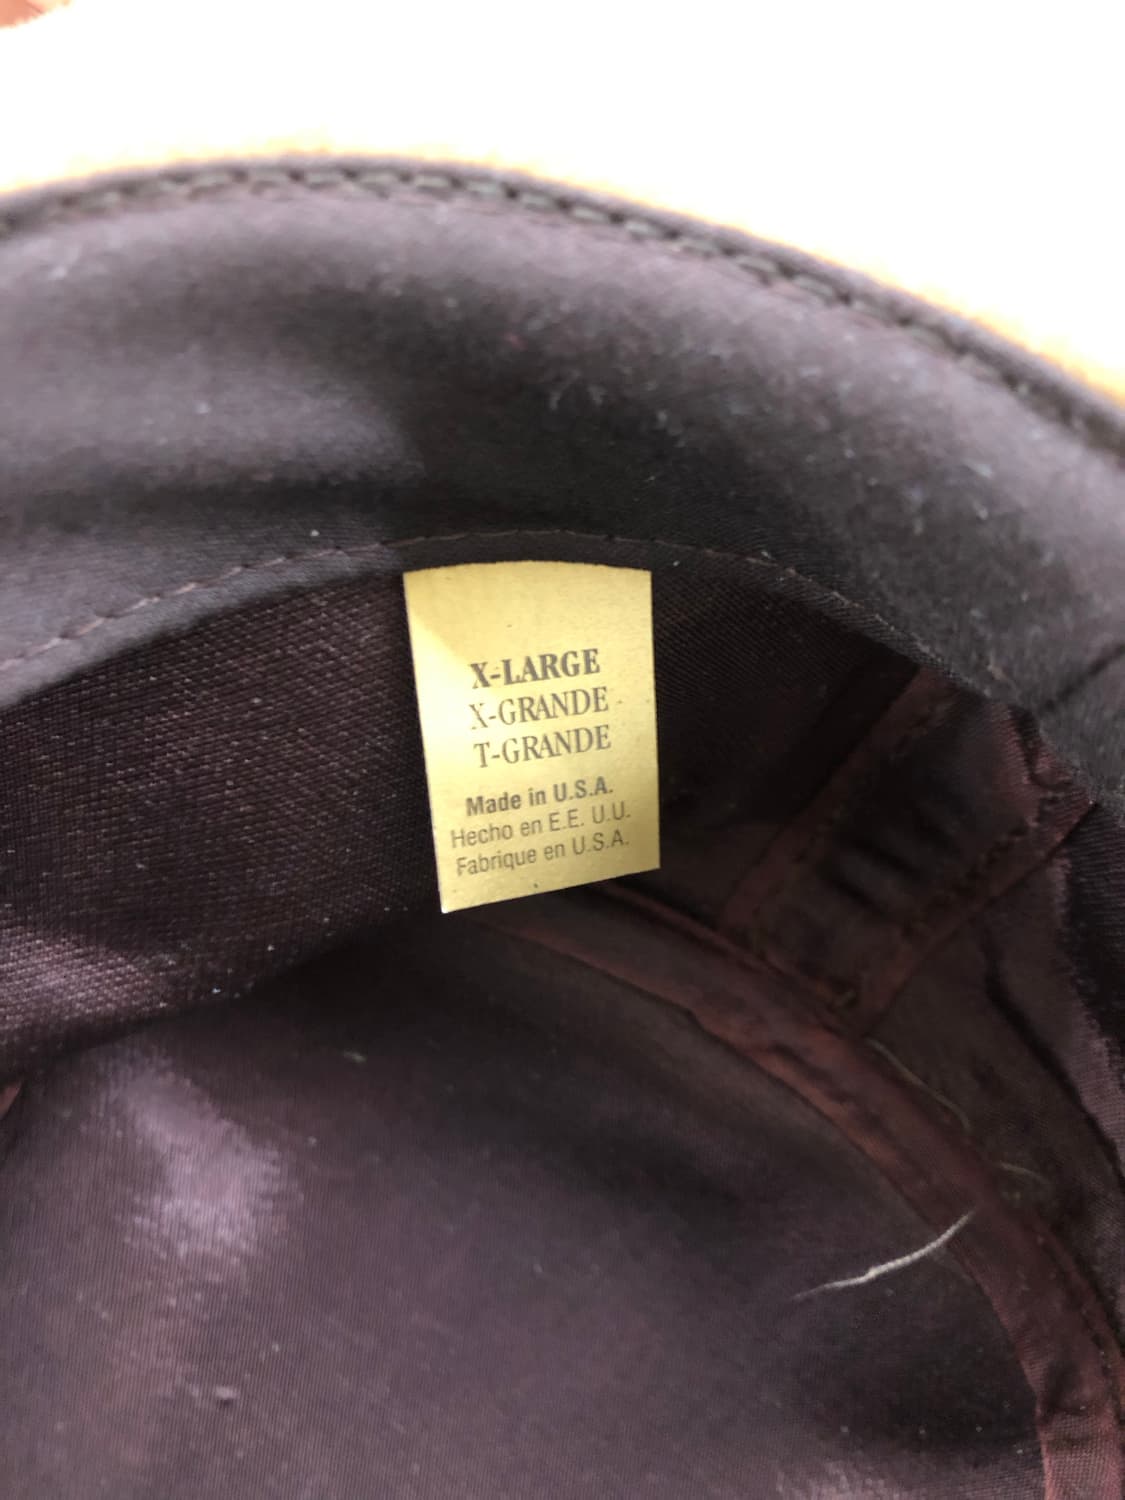 X-LARGE
X-GRANDE
T-GRANDE
Made in U.S.A.
Hecho en E.E. U.U.
Fabrique en U.S.A.